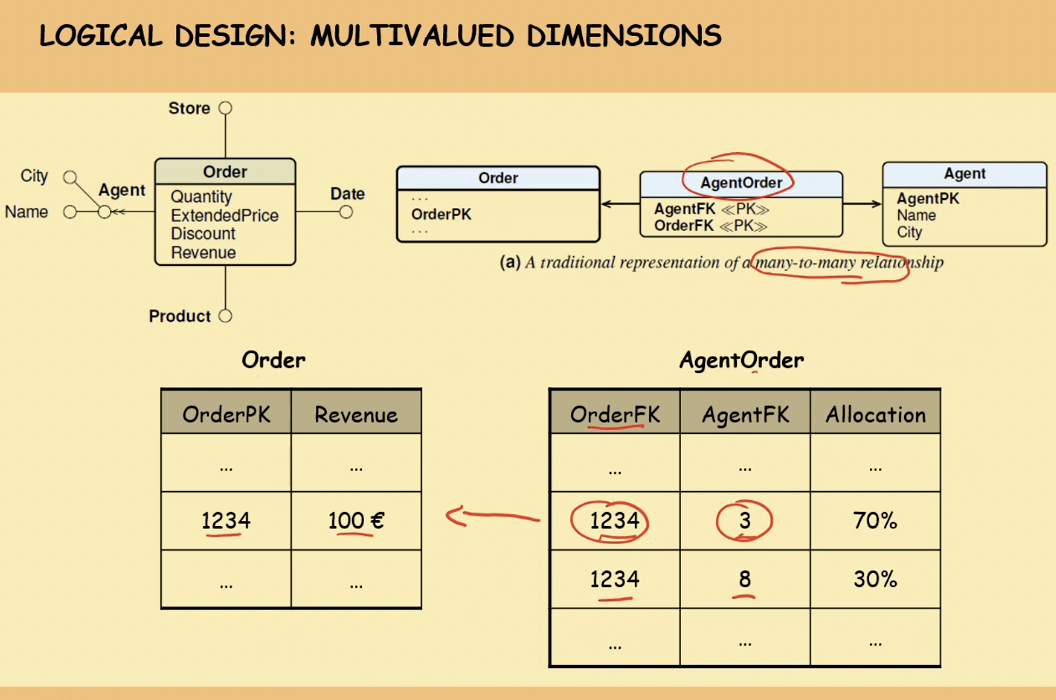 LOGICAL DESIGN: MULTIVALUED DIMENSIONS
Store
City
Agent
Name
Order
Quantity
ExtendedPrice
Discount
Revenue
Date
Product
Order
. . .
OrderPK
. . .
AgentOrder
AgentFK ≪PK≫
OrderFK ≪PK≫
Agent
AgentPK
Name
City
(a) A traditional representation of a many-to-many relationship
Order
OrderPK Revenue
... ...
1234 100 €
... ...
AgentOrder
OrderFK AgentFK Allocation
... ... ...
1234 3 70%
1234 8 30%
... ... ...